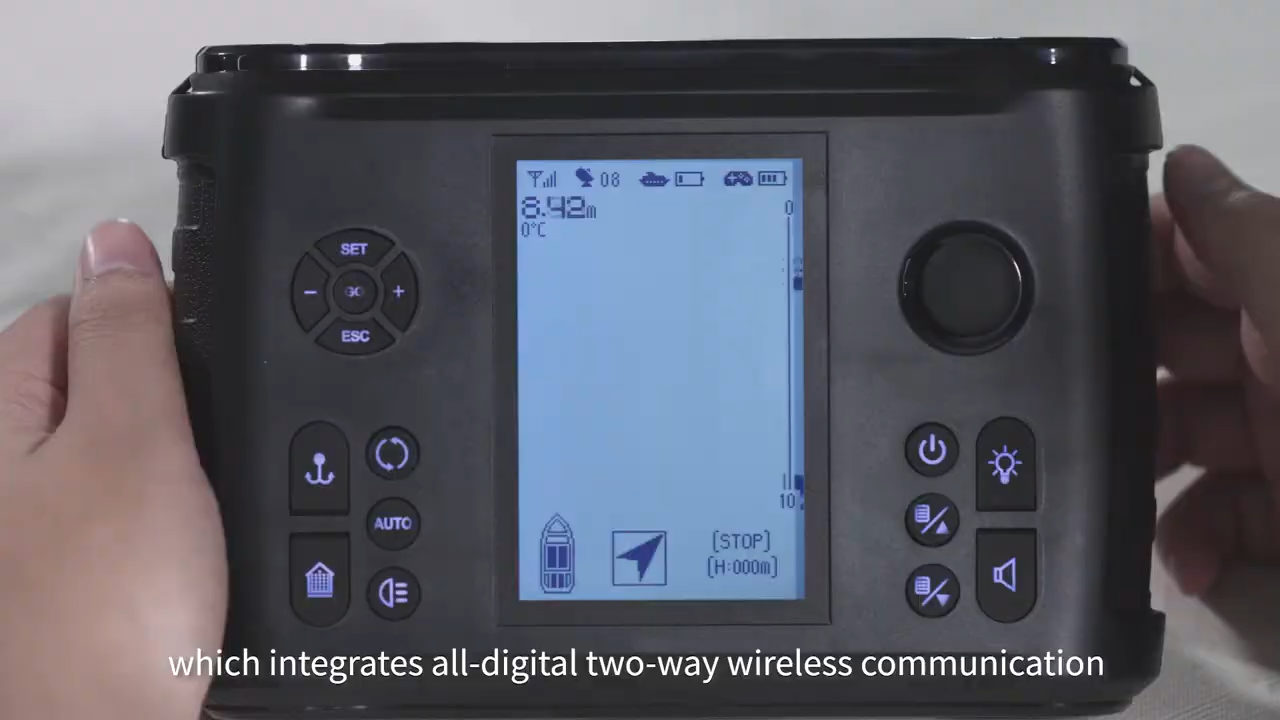 08
8.42m
0°C
0
10
[STOP]
[H:000m]
SET
- GO +
ESC
AUTO
which integrates all-digital two-way wireless communication